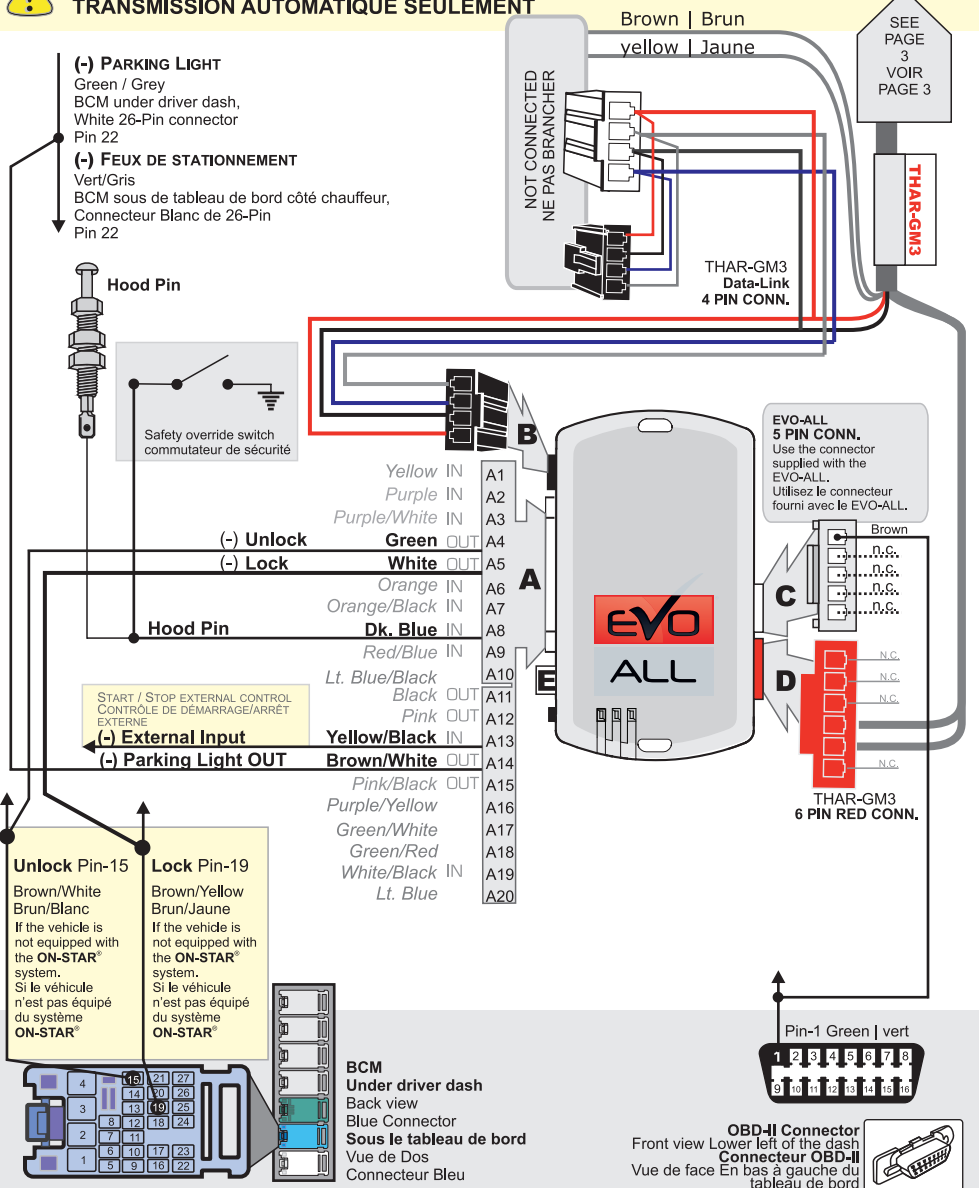 TRANSMISSION AUTOMATIQUE SEULEMENT
Brown | Brun
yellow | Jaune
SEE
PAGE
3
VOIR
PAGE 3
(-) PARKING LIGHT
Green / Grey
BCM under driver dash,
White 26-Pin connector
Pin 22
(-) FEUX DE STATIONNEMENT
Vert/Gris
BCM sous de tableau de bord côté chauffeur,
Connecteur Blanc de 26-Pin
Pin 22
NOT CONNECTED
NE PAS BRANCHER
THAR-GM3
THAR-GM3
Data-Link
4 PIN CONN.
Hood Pin
Safety override switch
commutateur de sécurité
B
EVO-ALL
5 PIN CONN.
Use the connector
supplied with the
EVO-ALL.
Utilisez le connecteur
fourni avec le EVO-ALL.
Brown
n.c.
n.c.
n.c.
n.c.
C
Yellow IN A1
Purple IN A2
Purple/White IN A3
(-) Unlock Green OUT A4
(-) Lock White OUT A5
Orange IN A6
Orange/Black IN A7
Hood Pin Dk. Blue IN A8
Red/Blue IN A9
Lt. Blue/Black A10
Black OUT A11
Pink OUT A12
START / STOP EXTERNAL CONTROL
CONTRÔLE DE DÉMARRAGE/ARRÊT
EXTERNE
(-) External Input Yellow/Black IN A13
(-) Parking Light OUT Brown/White OUT A14
Pink/Black OUT A15
Purple/Yellow A16
Green/White A17
Green/Red A18
White/Black IN A19
Lt. Blue A20
A
E
EVO
ALL
D
N.C.
N.C.
N.C.
N.C.
THAR-GM3
6 PIN RED CONN.
Unlock Pin-15
Brown/White
Brun/Blanc
If the vehicle is
not equipped with
the ON-STAR®
system.
Si le véhicule
n'est pas équipé
du système
ON-STAR®
Lock Pin-19
Brown/Yellow
Brun/Jaune
If the vehicle is
not equipped with
the ON-STAR®
system.
Si le véhicule
n'est pas équipé
du système
ON-STAR®
4 15 21 27
14 20 26
3 13 19 25
8 12 18 24
2 7 11
6 10 17 23
1 5 9 16 22
BCM
Under driver dash
Back view
Blue Connector
Sous le tableau de bord
Vue de Dos
Connecteur Bleu
Pin-1 Green | vert
1 2 3 4 5 6 7 8
9 10 11 12 13 14 15 16
OBD-II Connector
Front view Lower left of the dash
Connecteur OBD-II
Vue de face En bas à gauche du
tableau de bord